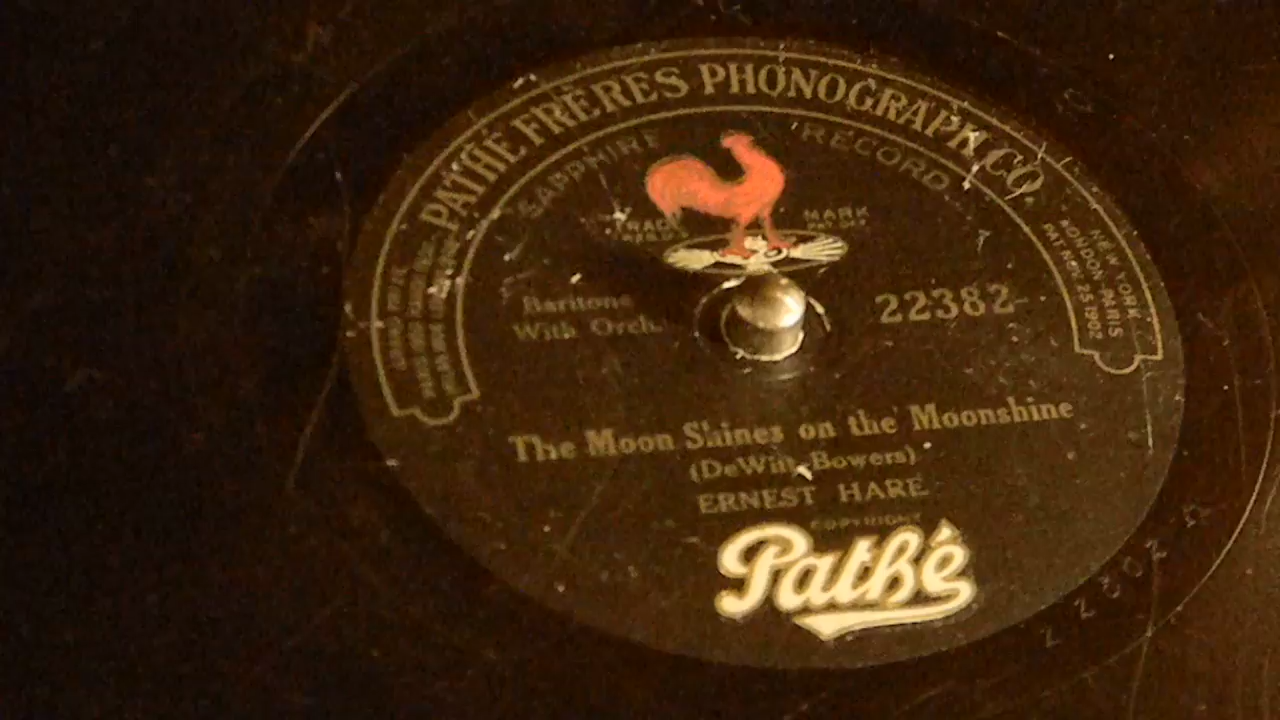 PATHÉ FRÈRES PHONOGRAPH CO.
SAPPHIRE RECORD
TRADE MARK
NEW YORK
LONDON-PARIS
Baritone
With Orch.
22382-
The Moon Shines on the Moonshine
(DeWitt-Bowers)
ERNEST HARE
COPYRIGHT
Pathé